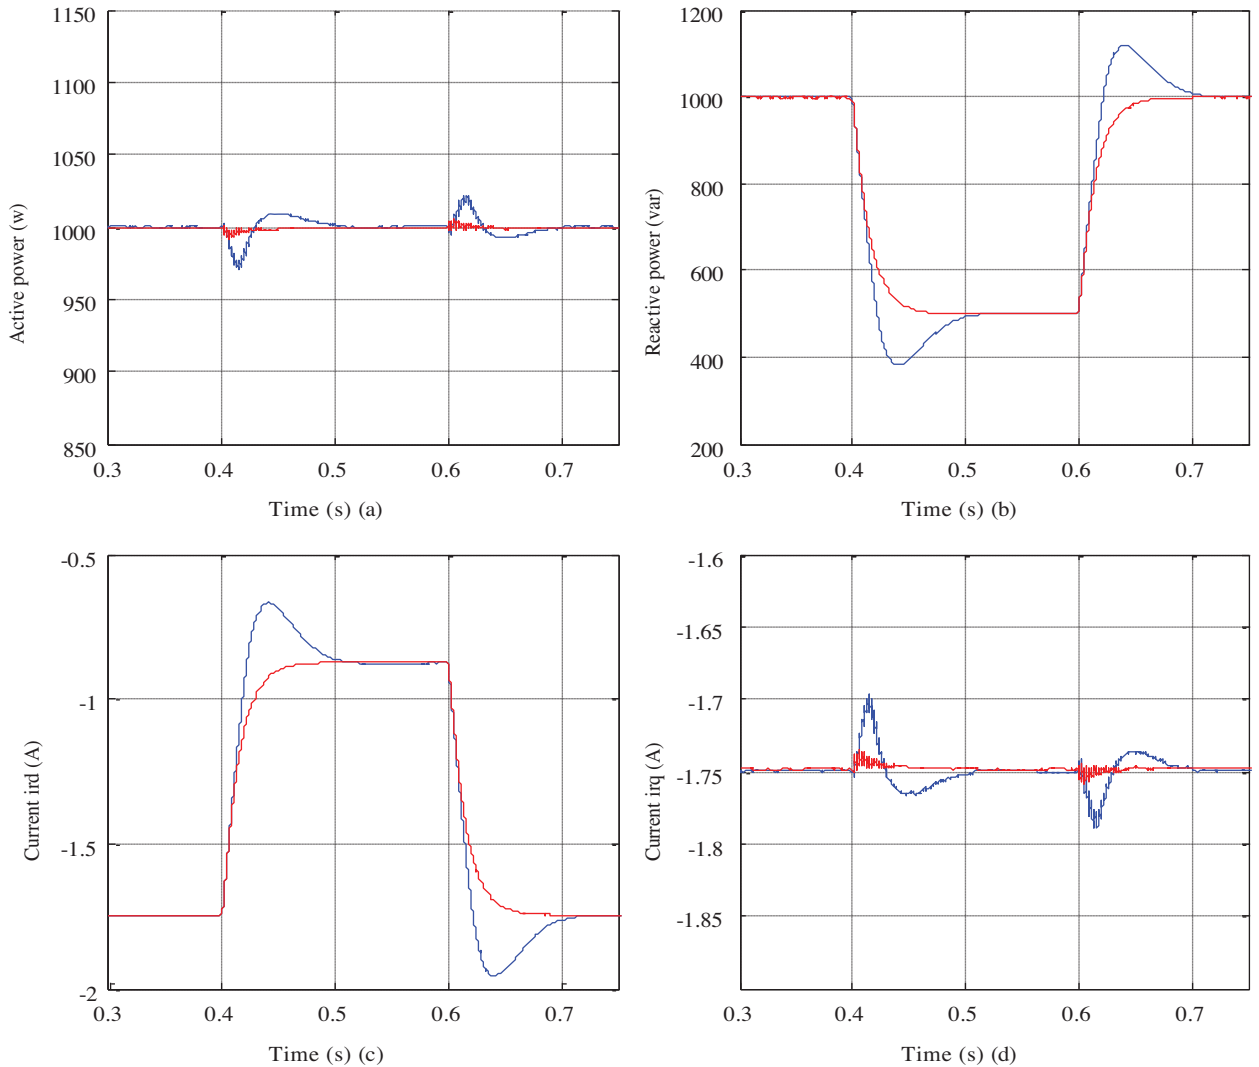 1150
1100
1050
1000
950
900
850
Active power (w)
0.3 0.4 0.5 0.6 0.7
Time (s) (a)
1200
1000
800
600
400
200
Reactive power (var)
0.3 0.4 0.5 0.6 0.7
Time (s) (b)
-0.5
-1
-1.5
-2
Current ird (A)
0.3 0.4 0.5 0.6 0.7
Time (s) (c)
-1.6
-1.65
-1.7
-1.75
-1.8
-1.85
Current irq (A)
0.3 0.4 0.5 0.6 0.7
Time (s) (d)